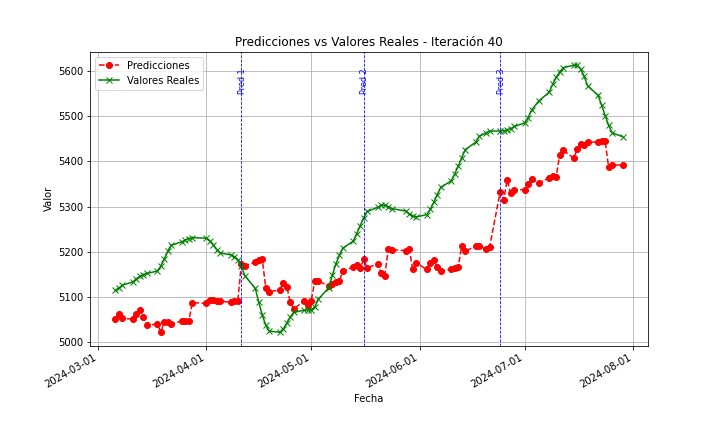 Predicciones vs Valores Reales - Iteración 40
Predicciones
Valores Reales
Pred 1
Pred 2
Pred 3
Valor
5600
5500
5400
5300
5200
5100
5000
2024-03-01
2024-04-01
2024-05-01
2024-06-01
2024-07-01
2024-08-01
Fecha